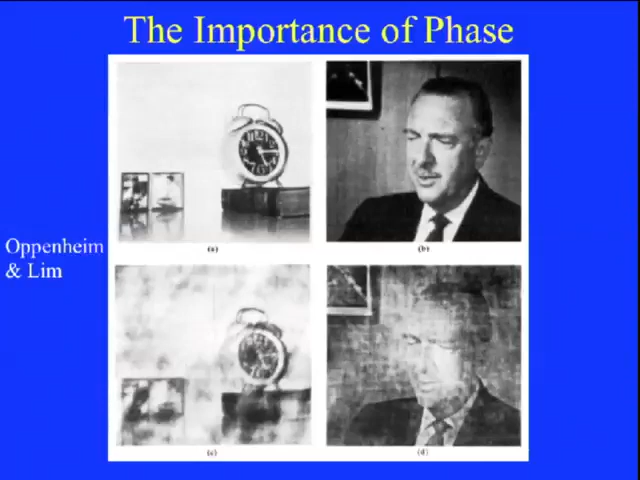 The Importance of Phase
(a)
(b)
Oppenheim
& Lim
(c)
(d)